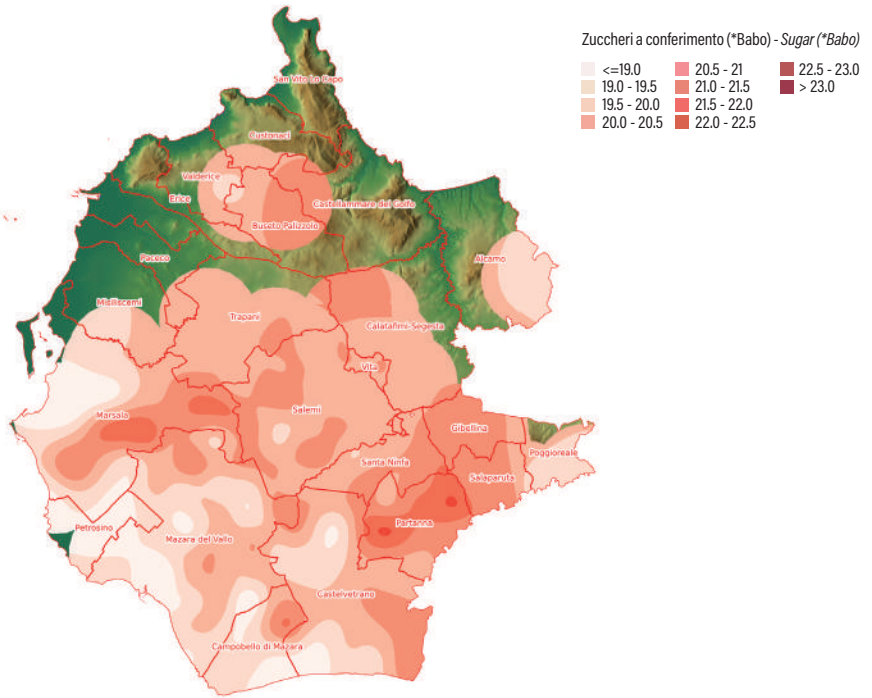 Zuccheri a conferimento (*Babo) - Sugar (*Babo)
<=19.0
19.0 - 19.5
19.5 - 20.0
20.0 - 20.5
20.5 - 21
21.0 - 21.5
21.5 - 22.0
22.0 - 22.5
22.5 - 23.0
> 23.0
San Vito Lo Bapo
Custonaci
Valderice
Erice
Castellammare del Golfo
Buseto Palizzolo
Paceco
Alcamo
Misiliscemi
Trapani
Calatafimi-Segesta
Vita
Marsala
Salemi
Gibellina
Poggioreale
Santa Ninfa
Salaparuta
Partanna
Petrosino
Mazara del Vallo
Castelvetrano
Campobello di Mazara